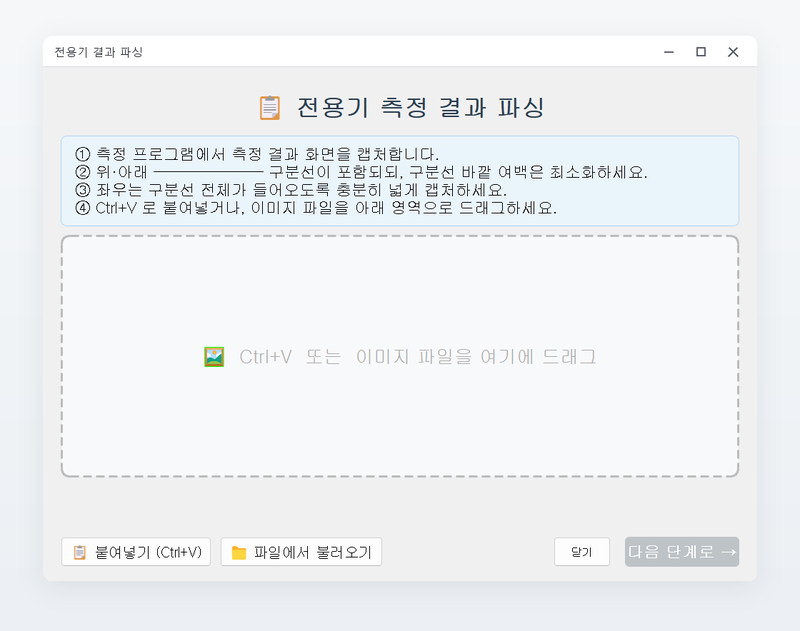 전용기 결과 파싱
전용기 측정 결과 파싱
① 측정 프로그램에서 측정 결과 화면을 캡처합니다.
② 위·아래 ────────── 구분선이 포함되되, 구분선 바깥 여백은 최소화하세요.
③ 좌우는 구분선 전체가 들어오도록 충분히 넓게 캡처하세요.
④ Ctrl+V 로 붙여넣거나, 이미지 파일을 아래 영역으로 드래그하세요.
Ctrl+V 또는 이미지 파일을 여기에 드래그
붙여넣기 (Ctrl+V) 파일에서 불러오기 닫기 다음 단계로 →